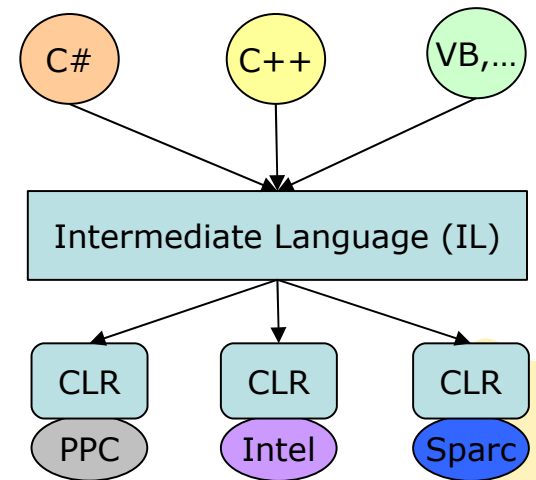 C#
C++
VB,...
Intermediate Language (IL)
CLR
CLR
CLR
PPC
Intel
Sparc